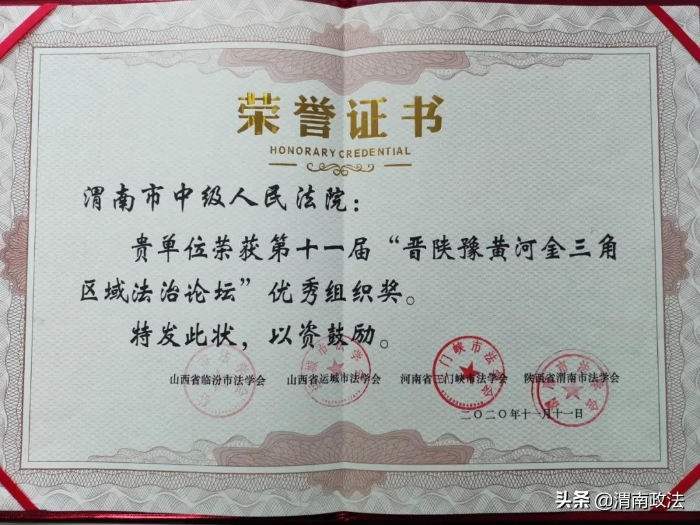 荣誉证书
HONORARY CREDENTIAL
渭南市中级人民法院：
贵单位荣获第十一届“晋陕豫黄河金三角
区域法治论坛”优秀组织奖。
特发此状，以资鼓励。
山西省临汾市法学会 山西省运城市法学会 河南省三门峡市法学会 陕西省渭南市法学会
二〇二〇年十一月十一日
头条 @渭南政法